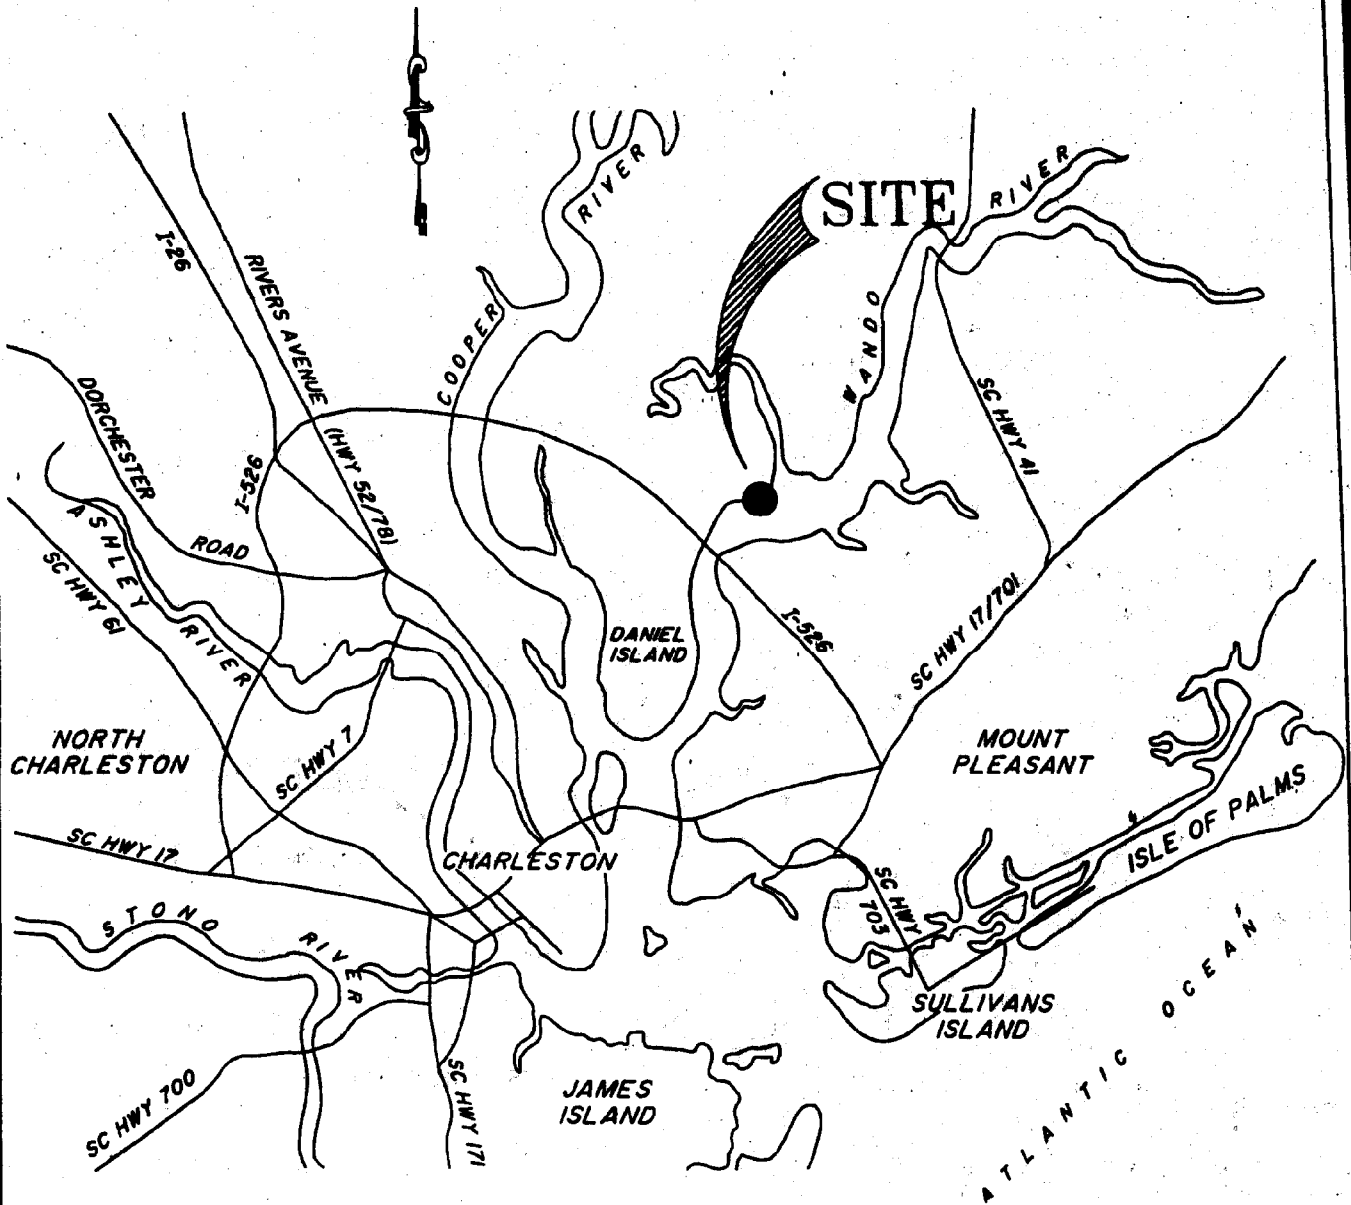 SITE
RIVER
RIVER
I-26
RIVERS AVENUE (HWY 52/78)
COOPER
WANDO
DORCHESTER
ROAD
I-526
SC HWY 41
ASHLEY
RIVER
SC HWY 61
DANIEL
ISLAND
I-526
SC HWY 17/701
NORTH
CHARLESTON
SC HWY 7
MOUNT
PLEASANT
ISLE OF PALMS
SC HWY 17
CHARLESTON
SC HWY
703
STONO
RIVER
SULLIVANS
ISLAND
ATLANTIC OCEAN
SC HWY 700
SC HWY 171
JAMES
ISLAND